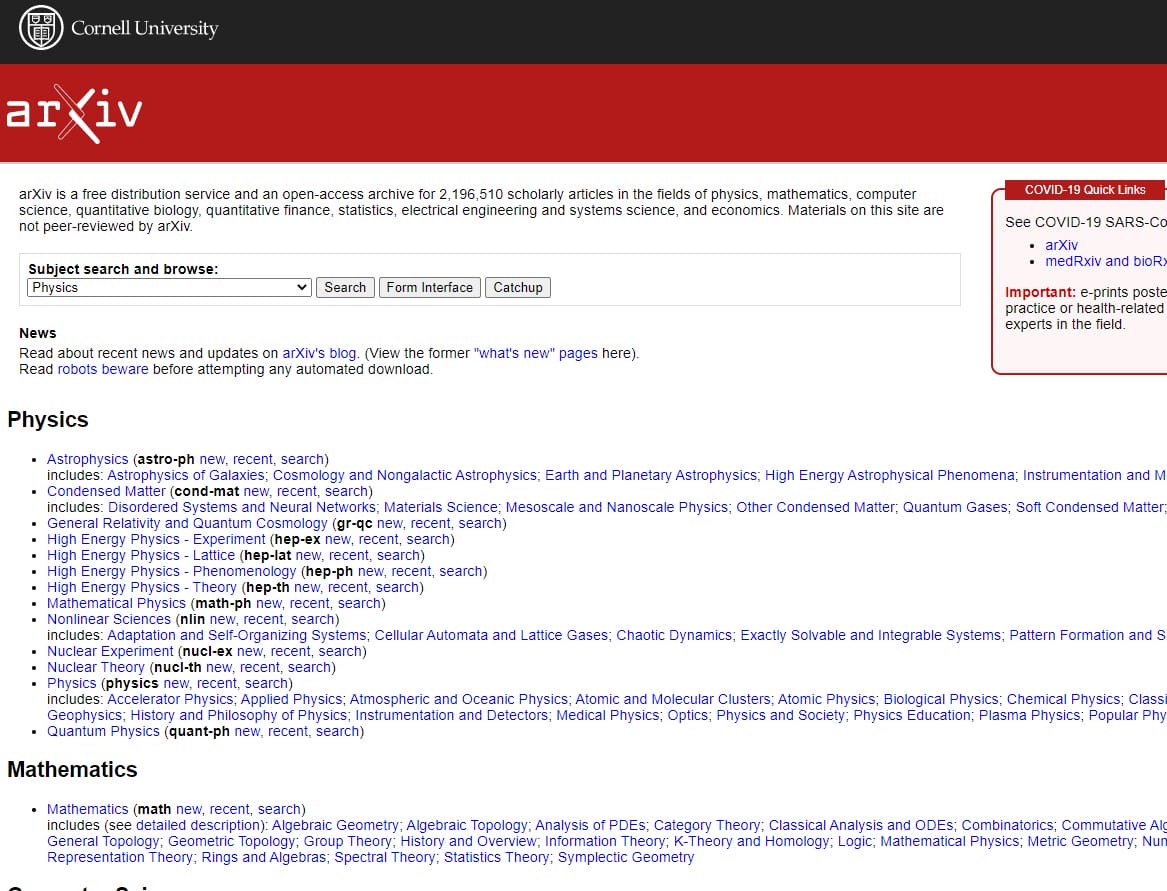 Cornell University
arXiv
arXiv is a free distribution service and an open-access archive for 2,196,510 scholarly articles in the fields of physics, mathematics, computer
science, quantitative biology, quantitative finance, statistics, electrical engineering and systems science, and economics. Materials on this site are
not peer-reviewed by arXiv.
Subject search and browse:
Physics Search Form Interface Catchup
News
Read about recent news and updates on arXiv's blog. (View the former "what's new" pages here).
Read robots beware before attempting any automated download.
COVID-19 Quick Links
See COVID-19 SARS-Co
• arXiv
• medRxiv and bioRx
Important: e-prints poste
practice or health-related
experts in the field.
Physics
• Astrophysics (astro-ph new, recent, search)
includes: Astrophysics of Galaxies; Cosmology and Nongalactic Astrophysics; Earth and Planetary Astrophysics; High Energy Astrophysical Phenomena; Instrumentation and M
• Condensed Matter (cond-mat new, recent, search)
includes: Disordered Systems and Neural Networks; Materials Science; Mesoscale and Nanoscale Physics; Other Condensed Matter; Quantum Gases; Soft Condensed Matter;
• General Relativity and Quantum Cosmology (gr-qc new, recent, search)
• High Energy Physics - Experiment (hep-ex new, recent, search)
• High Energy Physics - Lattice (hep-lat new, recent, search)
• High Energy Physics - Phenomenology (hep-ph new, recent, search)
• High Energy Physics - Theory (hep-th new, recent, search)
• Mathematical Physics (math-ph new, recent, search)
• Nonlinear Sciences (nlin new, recent, search)
includes: Adaptation and Self-Organizing Systems; Cellular Automata and Lattice Gases; Chaotic Dynamics; Exactly Solvable and Integrable Systems; Pattern Formation and S
• Nuclear Experiment (nucl-ex new, recent, search)
• Nuclear Theory (nucl-th new, recent, search)
• Physics (physics new, recent, search)
includes: Accelerator Physics; Applied Physics; Atmospheric and Oceanic Physics; Atomic and Molecular Clusters; Atomic Physics; Biological Physics; Chemical Physics; Classi
Geophysics; History and Philosophy of Physics; Instrumentation and Detectors; Medical Physics; Optics; Physics and Society; Physics Education; Plasma Physics; Popular Phy
• Quantum Physics (quant-ph new, recent, search)
Mathematics
• Mathematics (math new, recent, search)
includes (see detailed description): Algebraic Geometry; Algebraic Topology; Analysis of PDEs; Category Theory; Classical Analysis and ODEs; Combinatorics; Commutative Alg
General Topology; Geometric Topology; Group Theory; History and Overview; Information Theory; K-Theory and Homology; Logic; Mathematical Physics; Metric Geometry; Num
Representation Theory; Rings and Algebras; Spectral Theory; Statistics Theory; Symplectic Geometry